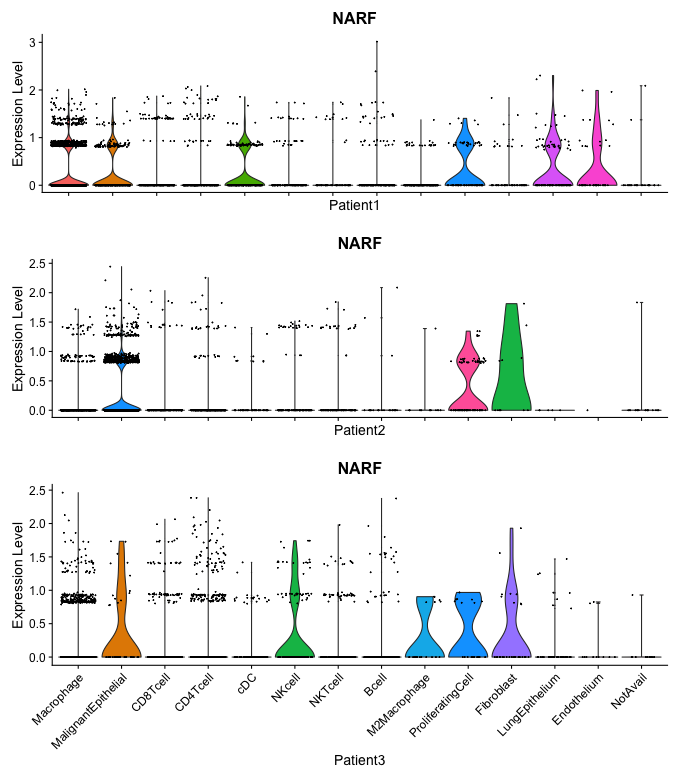 NARF
Expression Level
3
2
1
0
Patient1
NARF
Expression Level
2.5
2.0
1.5
1.0
0.5
0.0
Patient2
NARF
Expression Level
2.5
2.0
1.5
1.0
0.5
0.0
Macrophage
MalignantEpithelial
CD8Tcell
CD4Tcell
cDC
NKcell
NKTcell
Bcell
M2Macrophage
ProliferatingCell
Fibroblast
LungEpithelium
Endothelium
NotAvail
Patient3